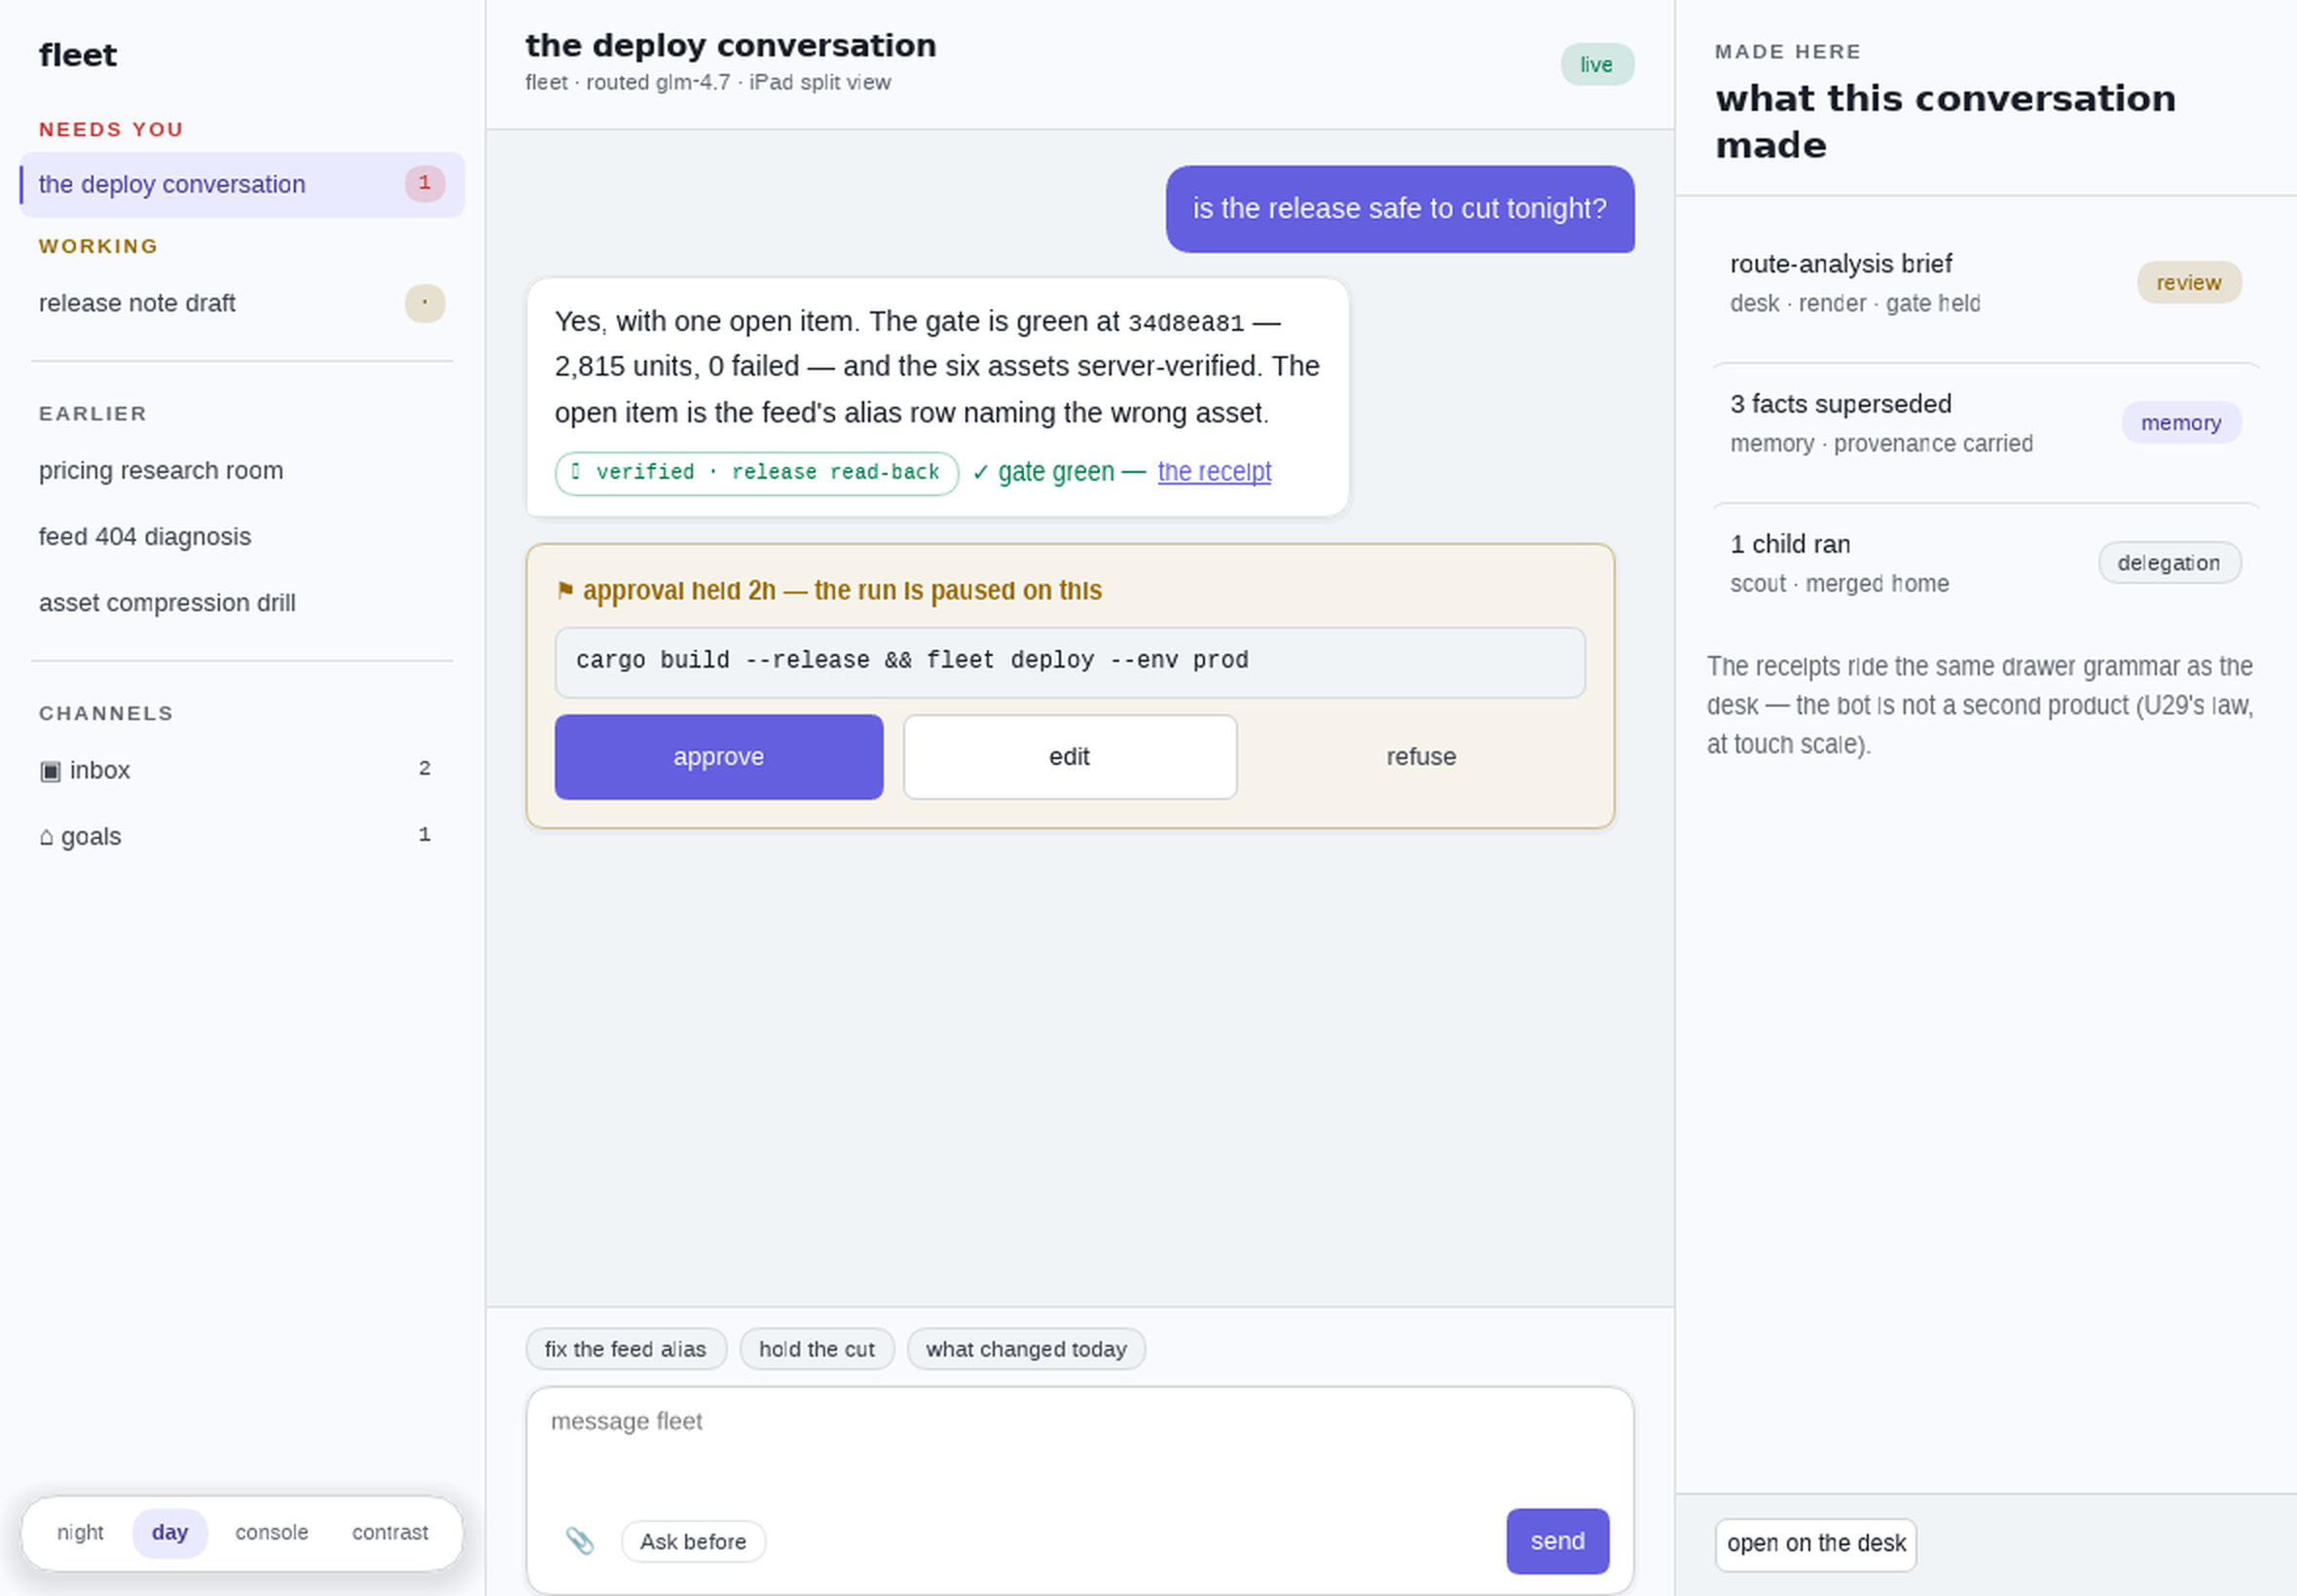 fleet
NEEDS YOU
the deploy conversation 1
WORKING
release note draft ·
EARLIER
pricing research room
feed 404 diagnosis
asset compression drill
CHANNELS
▣ inbox 2
⌂ goals 1
night day console contrast
the deploy conversation
fleet · routed glm-4.7 · iPad split view
live
is the release safe to cut tonight?
Yes, with one open item. The gate is green at 34d8ea81 —
2,815 units, 0 failed — and the six assets server-verified. The
open item is the feed's alias row naming the wrong asset.
▯ verified · release read-back ✓ gate green — the receipt
⚑ approval held 2h — the run is paused on this
cargo build --release && fleet deploy --env prod
approve edit refuse
fix the feed alias hold the cut what changed today
message fleet
📎 Ask before send
MADE HERE
what this conversation
made
route-analysis brief
desk · render · gate held
review
3 facts superseded
memory · provenance carried
memory
1 child ran
scout · merged home
delegation
The receipts ride the same drawer grammar as the
desk — the bot is not a second product (U29's law,
at touch scale).
open on the desk